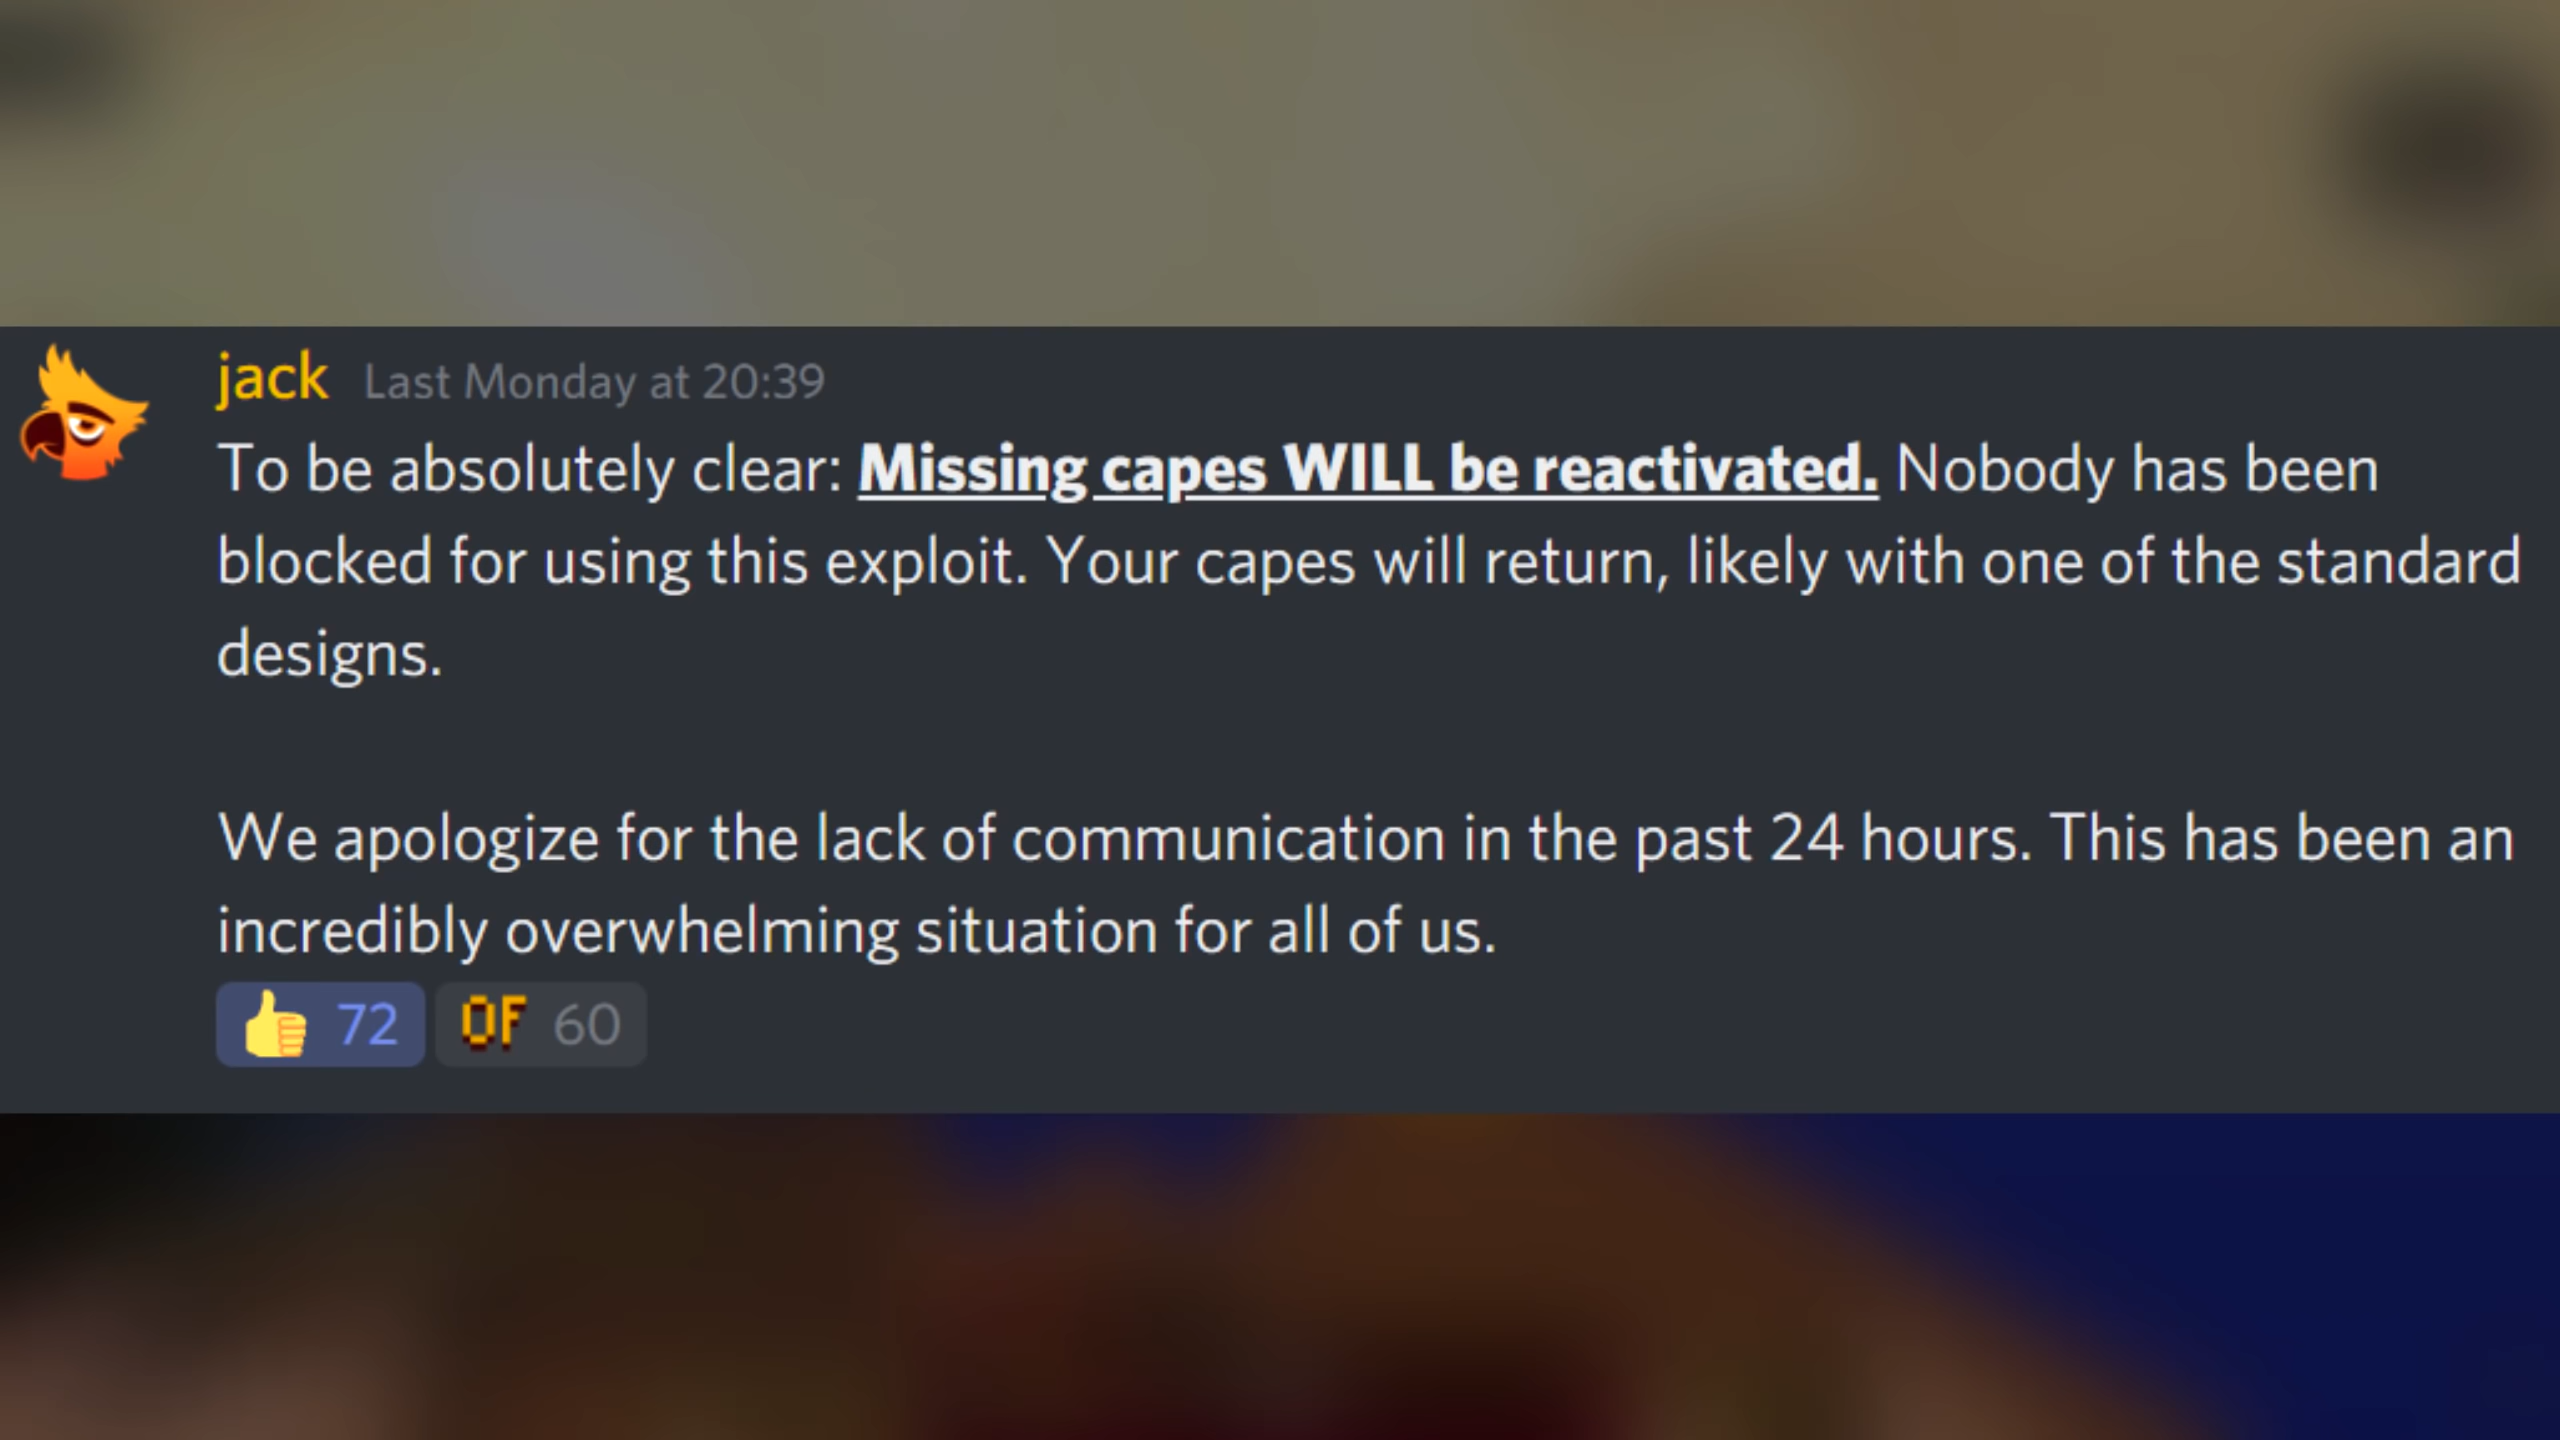 jack Last Monday at 20:39
To be absolutely clear: Missing capes WILL be reactivated. Nobody has been
blocked for using this exploit. Your capes will return, likely with one of the standard
designs.
We apologize for the lack of communication in the past 24 hours. This has been an
incredibly overwhelming situation for all of us.
72 OF 60